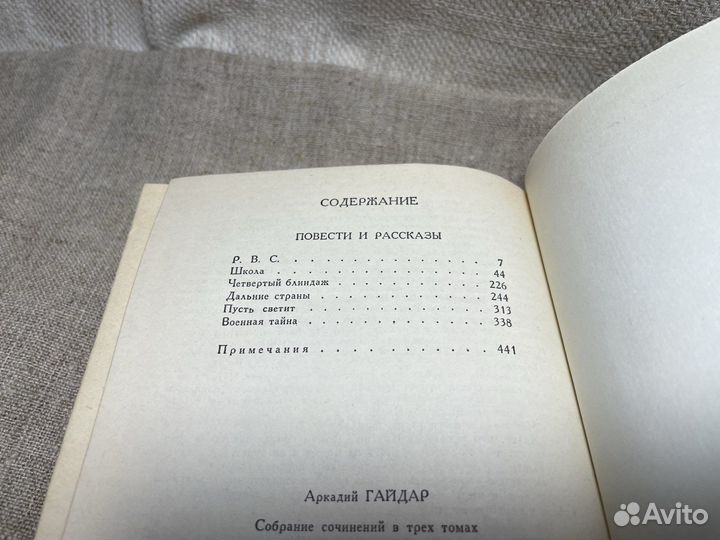 СОДЕРЖАНИЕ
ПОВЕСТИ И РАССКАЗЫ
Р. В. С. . . . . . . . . . . . . . . 7
Школа . . . . . . . . . . . . . . 44
Четвертый блиндаж . . . . . . . . . 226
Дальние страны . . . . . . . . . . 244
Пусть светит . . . . . . . . . . . 313
Военная тайна . . . . . . . . . . . 338
Примечания . . . . . . . . . . 441
Аркадий ГАЙДАР
Собрание сочинений в трех томах
Avito